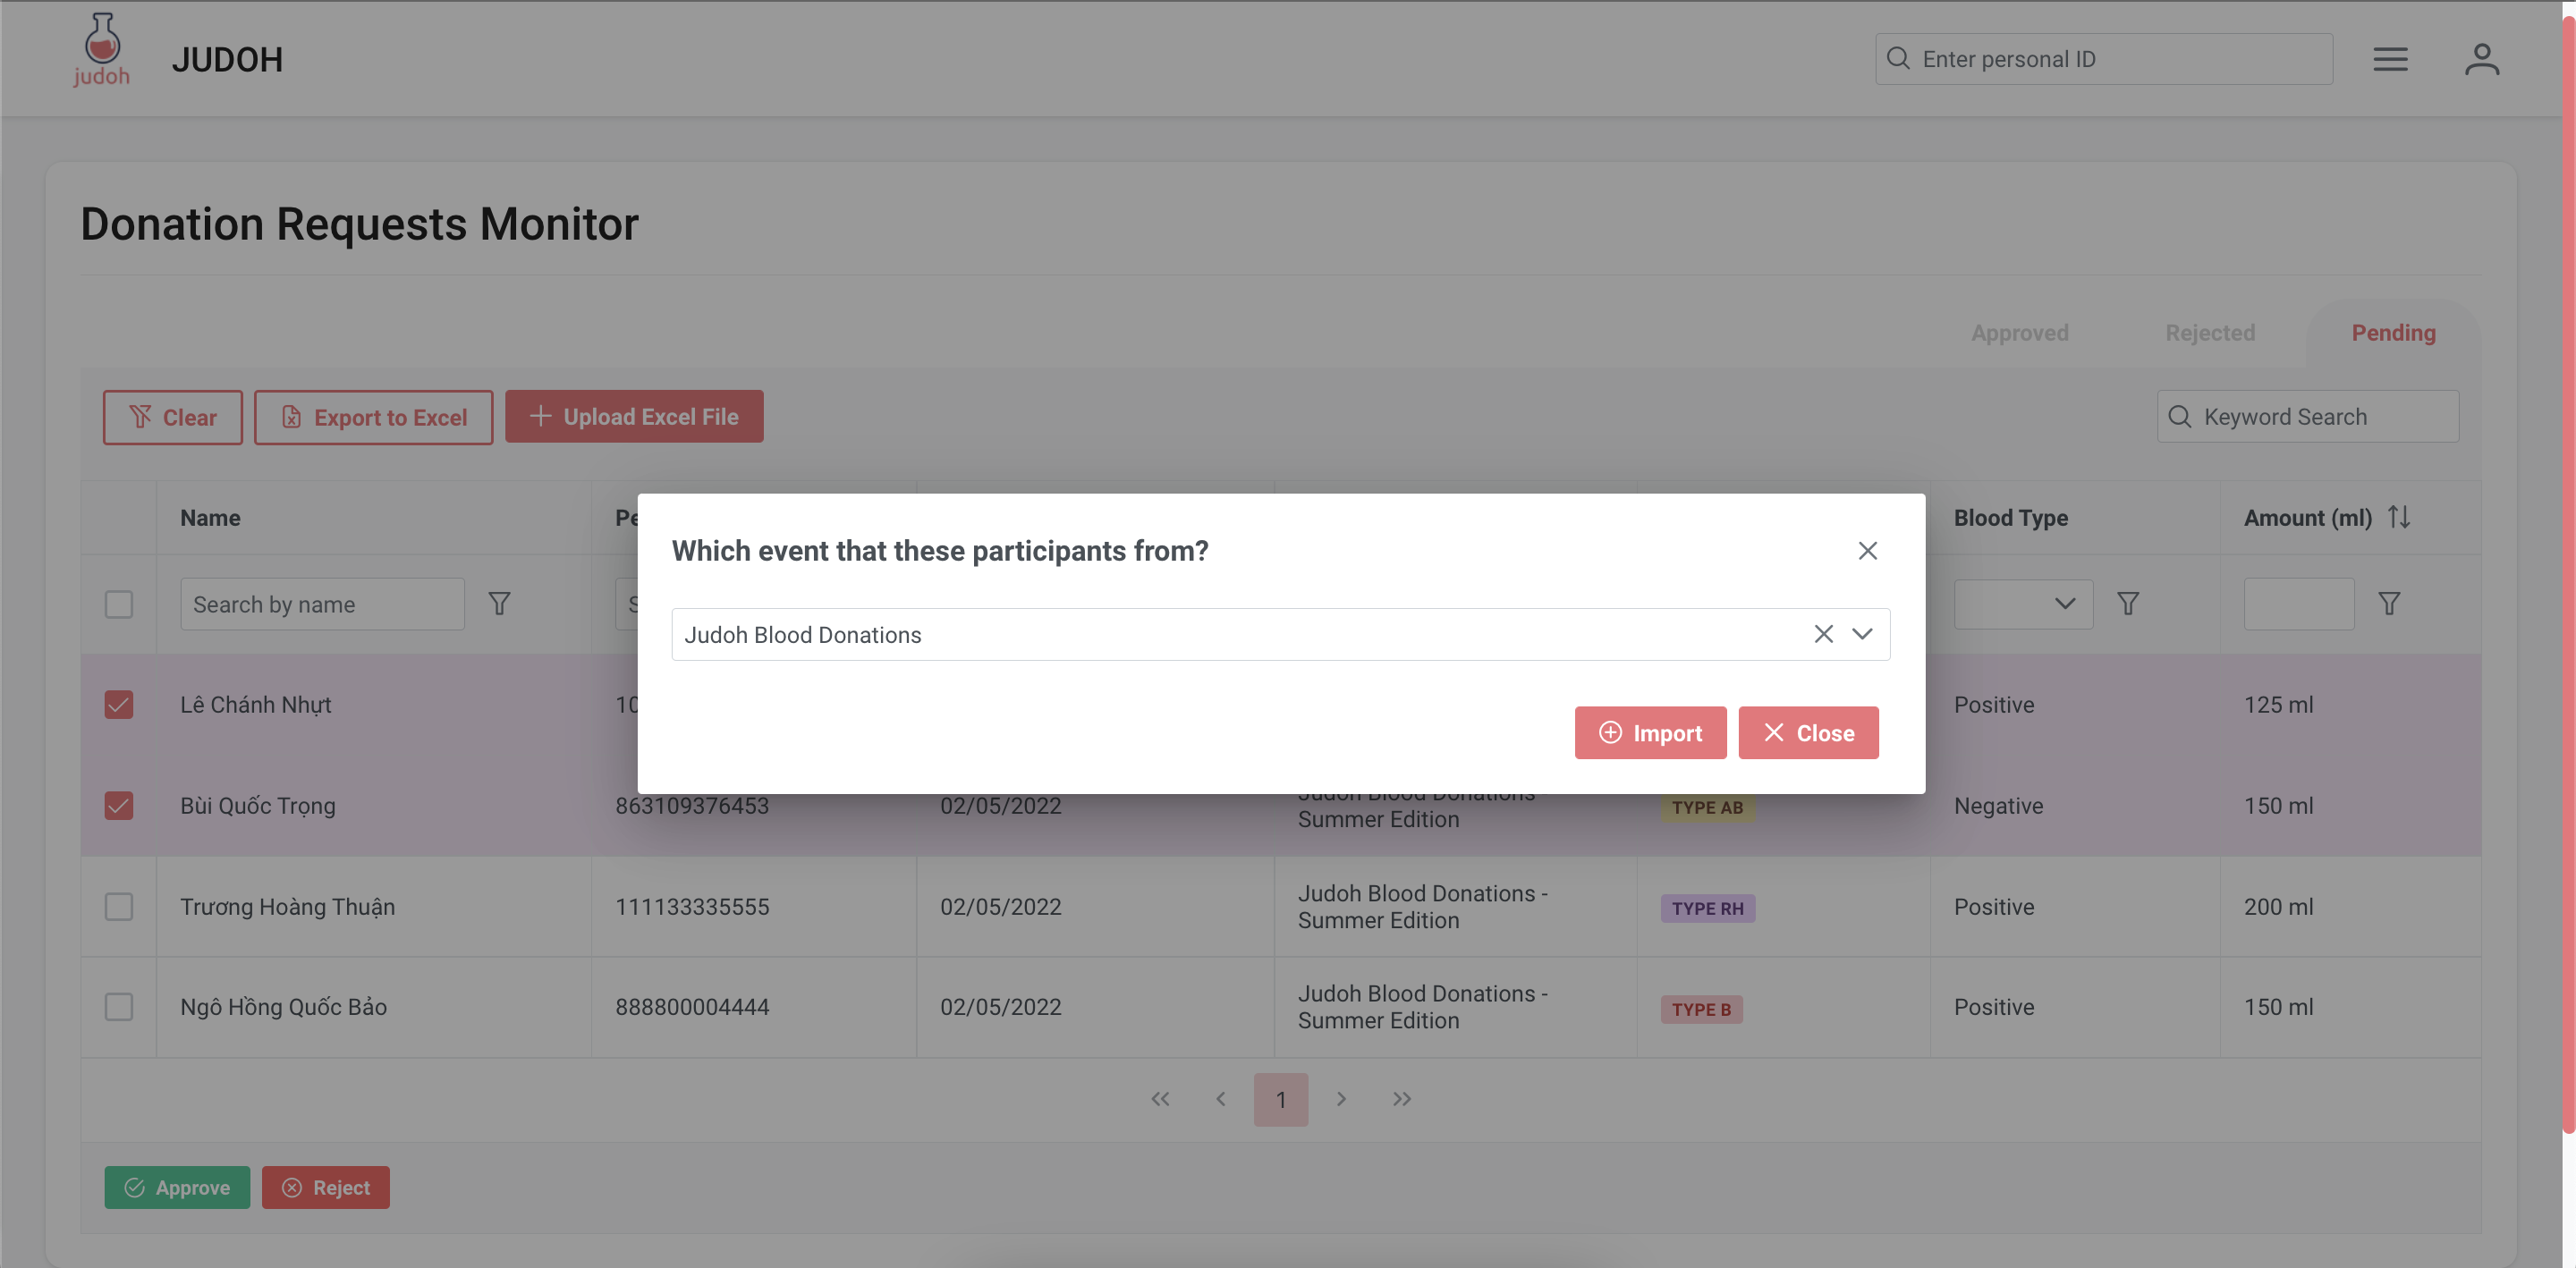 judoh
JUDOH
Enter personal ID
Donation Requests Monitor
Approved
Rejected
Pending
Clear
Export to Excel
Upload Excel File
Keyword Search
Name
Pe
Blood Type
Amount (ml)
Search by name
S
Which event that these participants from?
Judoh Blood Donations
Import
Close
Lê Chánh Nhựt
10
Positive
125 ml
Bùi Quốc Trọng
863109376453
02/05/2022
Judoh Blood Donations
Summer Edition
TYPE AB
Negative
150 ml
Trương Hoàng Thuận
111133335555
02/05/2022
Judoh Blood Donations -
Summer Edition
TYPE RH
Positive
200 ml
Ngô Hồng Quốc Bảo
888800004444
02/05/2022
Judoh Blood Donations -
Summer Edition
TYPE B
Positive
150 ml
1
Approve
Reject